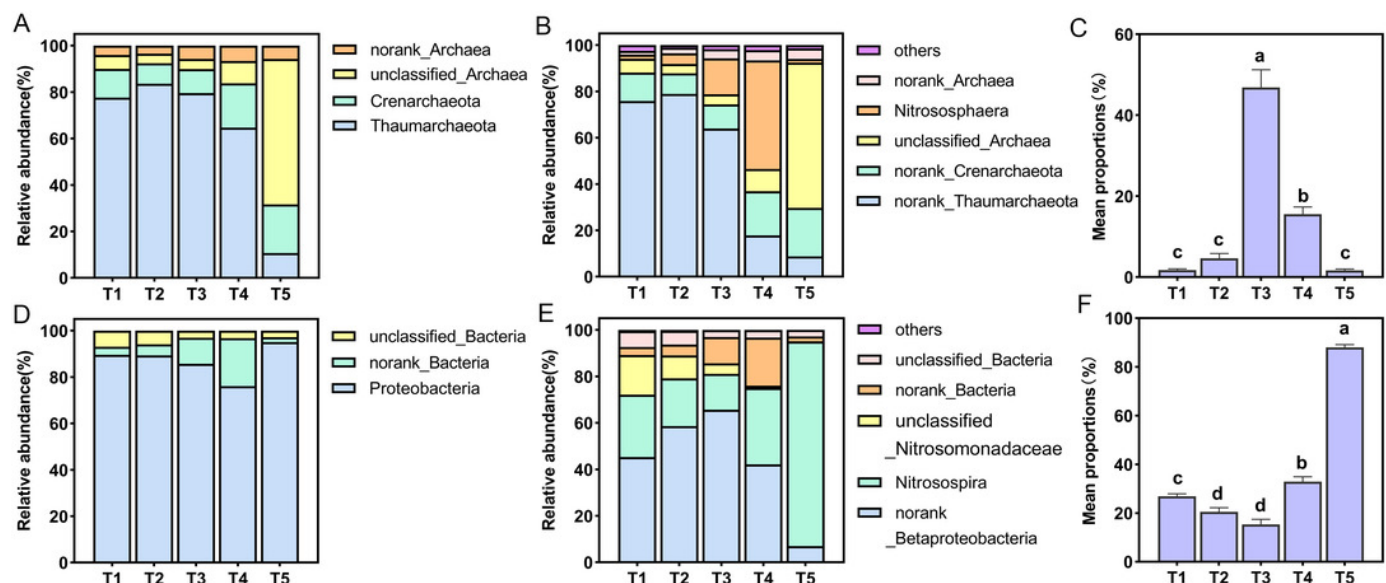 A
Relative abundance(%)
100
80
60
40
20
0
T1 T2 T3 T4 T5
norank_Archaea
unclassified_Archaea
Crenarchaeota
Thaumarchaeota
B
Relative abundance(%)
100
80
60
40
20
0
T1 T2 T3 T4 T5
others
norank_Archaea
Nitrososphaera
unclassified_Archaea
norank_Crenarchaeota
norank_Thaumarchaeota
C
Mean proportions (%)
60
40
20
0
c c a b c
T1 T2 T3 T4 T5
D
Relative abundance(%)
100
80
60
40
20
0
T1 T2 T3 T4 T5
unclassified_Bacteria
norank_Bacteria
Proteobacteria
E
Relative abundance(%)
100
80
60
40
20
0
T1 T2 T3 T4 T5
others
unclassified_Bacteria
norank_Bacteria
unclassified
_Nitrosomonadaceae
Nitrosospira
norank
_Betaproteobacteria
F
Mean proportions (%)
100
80
60
40
20
0
c d d b a
T1 T2 T3 T4 T5